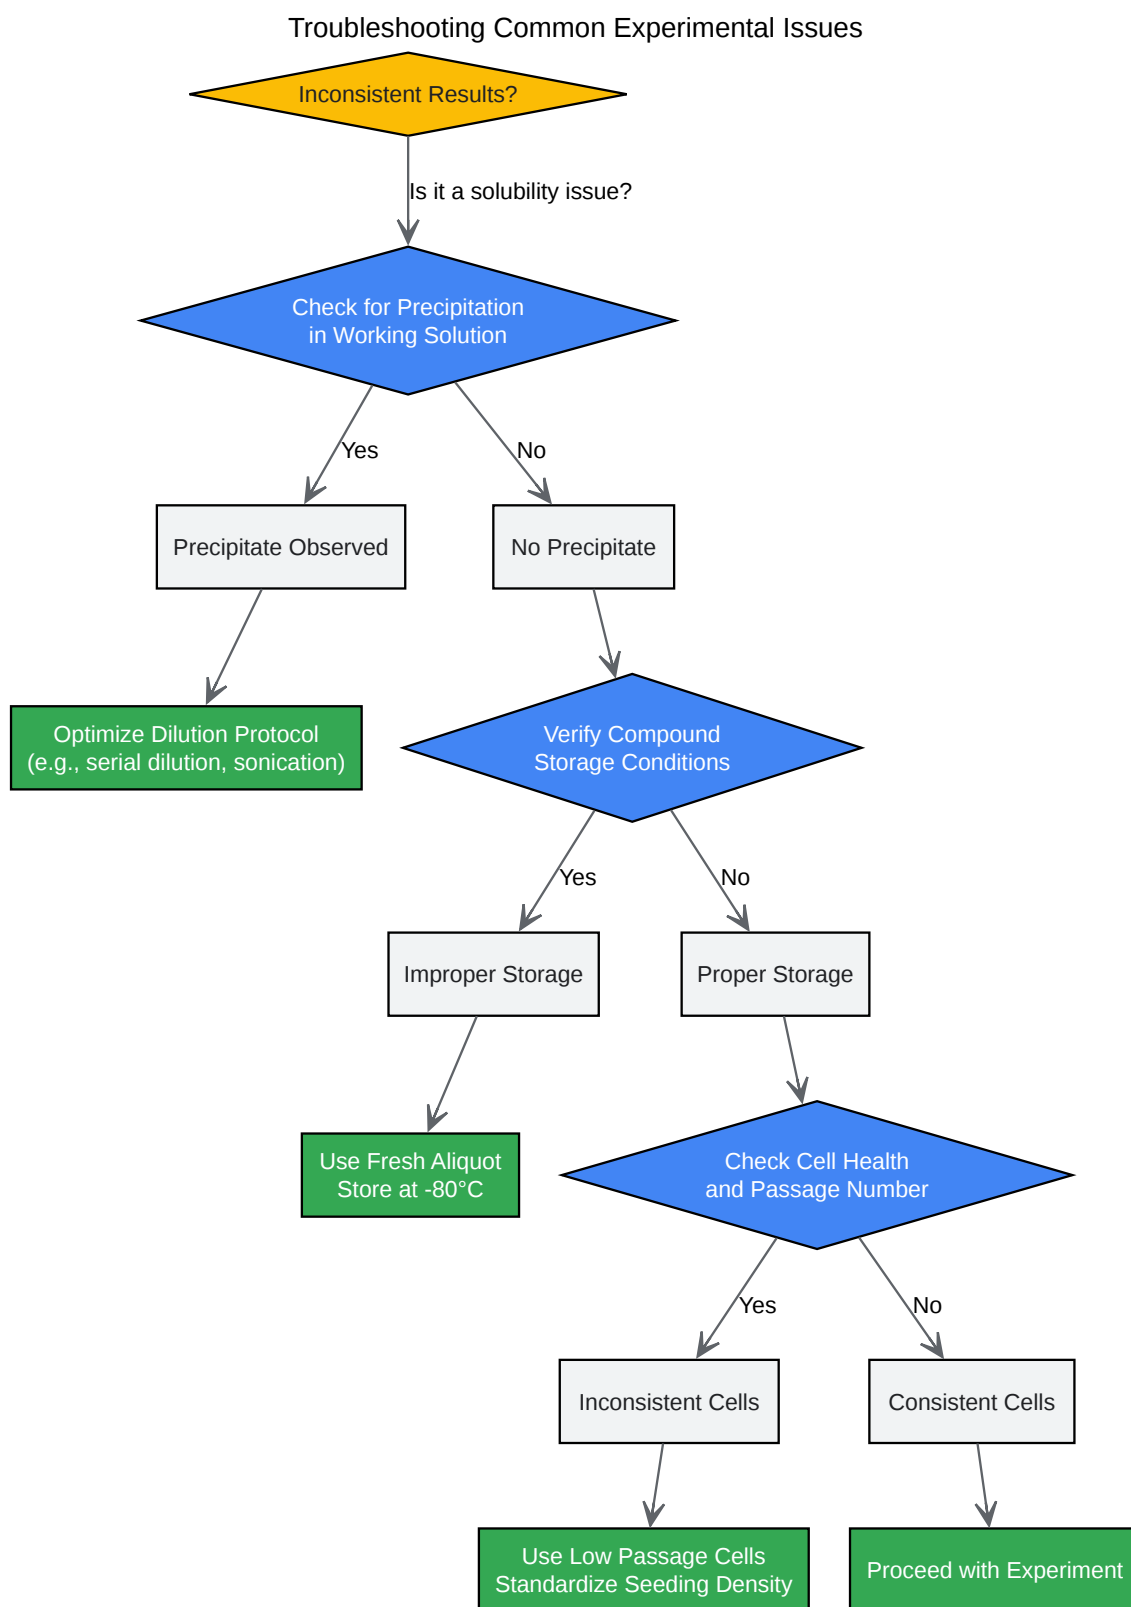 Troubleshooting Common Experimental Issues
Inconsistent Results?
Is it a solubility issue?
Check for Precipitation
in Working Solution
Yes
No
Precipitate Observed
No Precipitate
Optimize Dilution Protocol
(e.g., serial dilution, sonication)
Verify Compound
Storage Conditions
Yes
No
Improper Storage
Proper Storage
Use Fresh Aliquot
Store at -80°C
Check Cell Health
and Passage Number
Yes
No
Inconsistent Cells
Consistent Cells
Use Low Passage Cells
Standardize Seeding Density
Proceed with Experiment